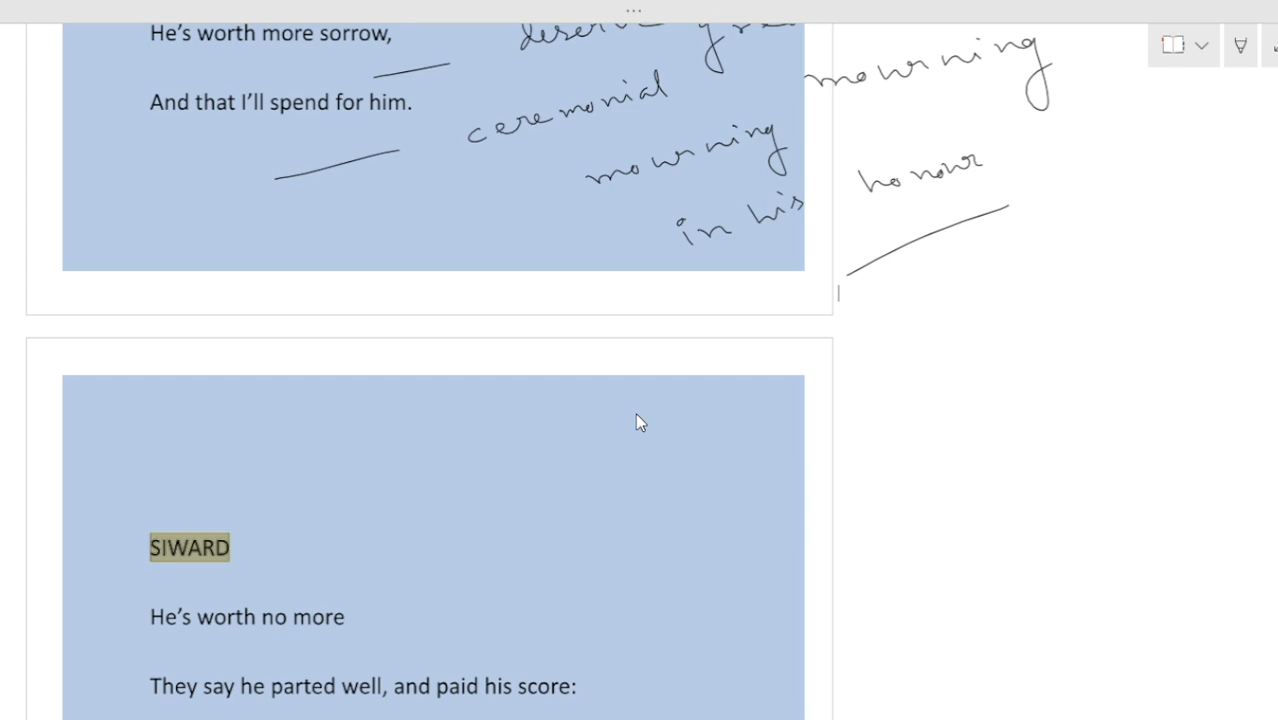 He's worth more sorrow,
mourning
And that I'll spend for him.
ceremonial
mourning
in his honour
SIWARD
He's worth no more
They say he parted well, and paid his score: